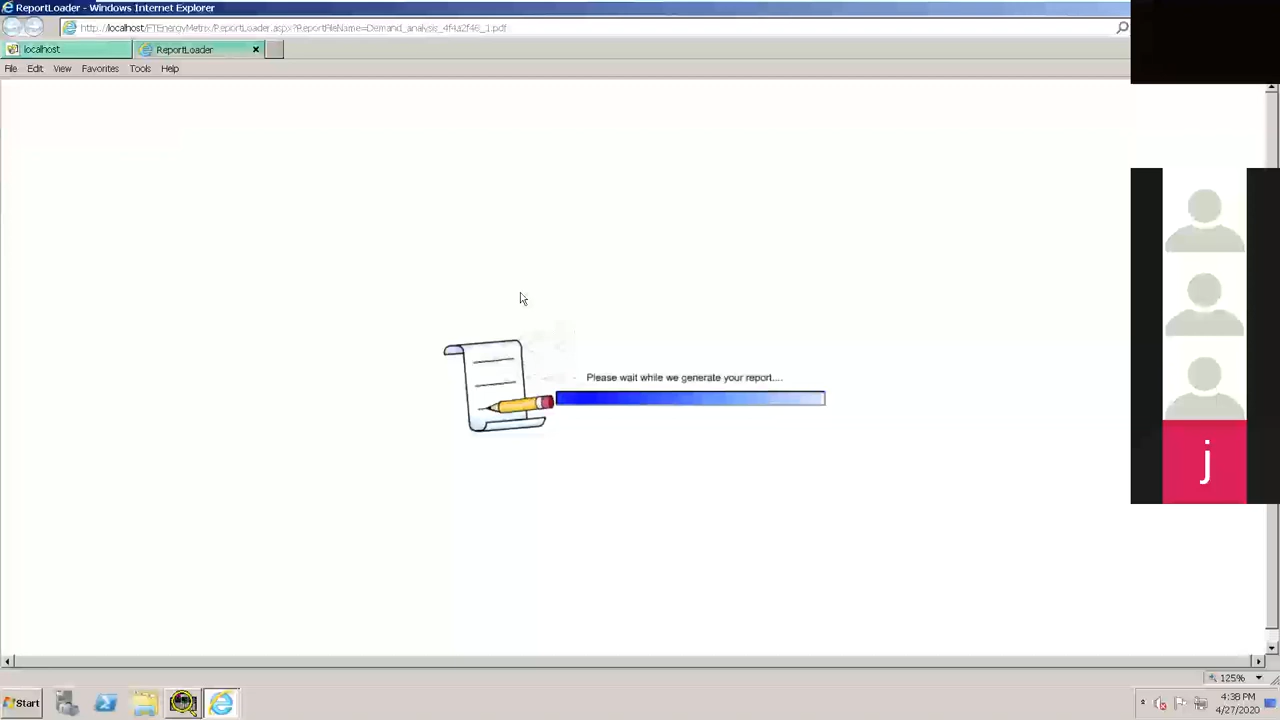 ReportLoader - Windows Internet Explorer
http://localhost/FTEnergyMetrix/ReportLoader.aspx?ReportFileName=Demand_analysis_4f4a2f46_1.pdf
localhost
ReportLoader
File Edit View Favorites Tools Help
Please wait while we generate your report....
j
125%
Start
4:38 PM
4/27/2020